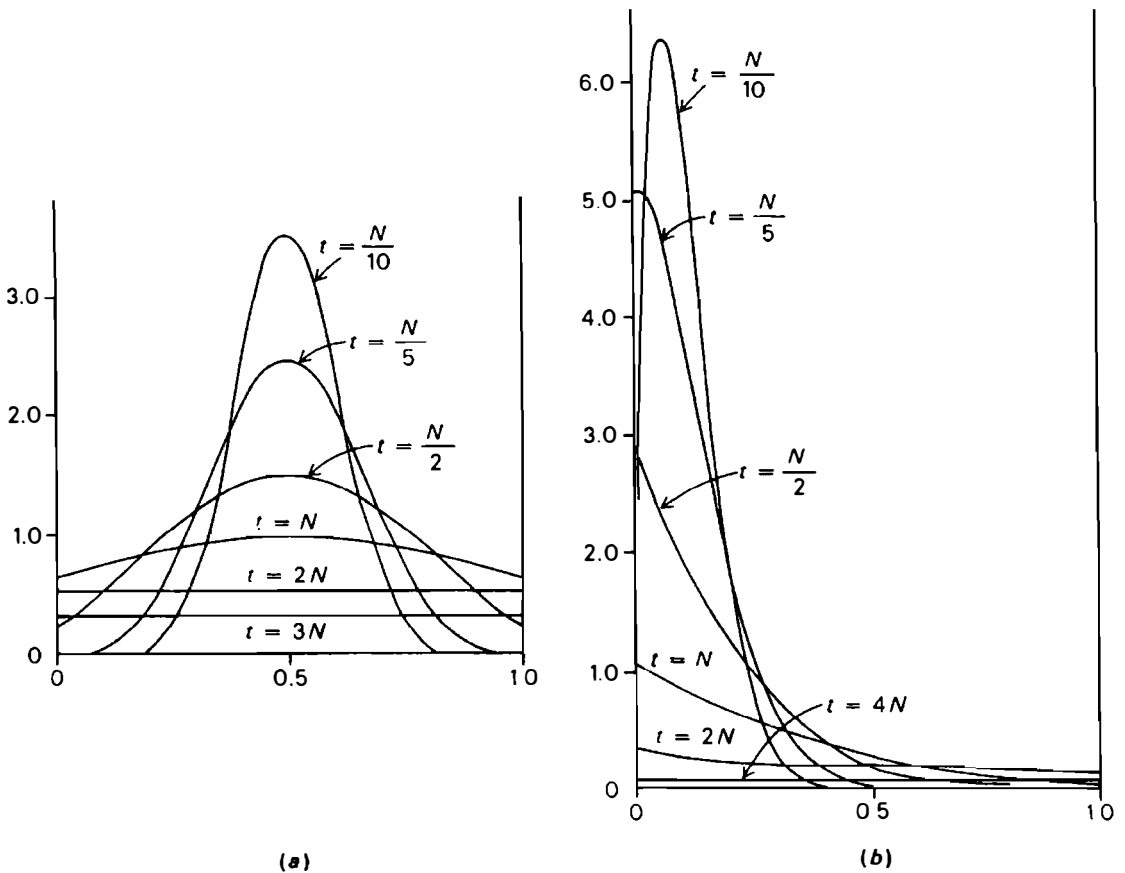 3.0
2.0
1.0
0
0
0.5
1 0
t = N/10
t = N/5
t = N/2
t = N
t = 2N
t = 3N
(a)
6.0
5.0
4.0
3.0
2.0
1.0
0
0
0 5
1 0
t = N/10
t = N/5
t = N/2
t = N
t = 4N
t = 2N
(b)